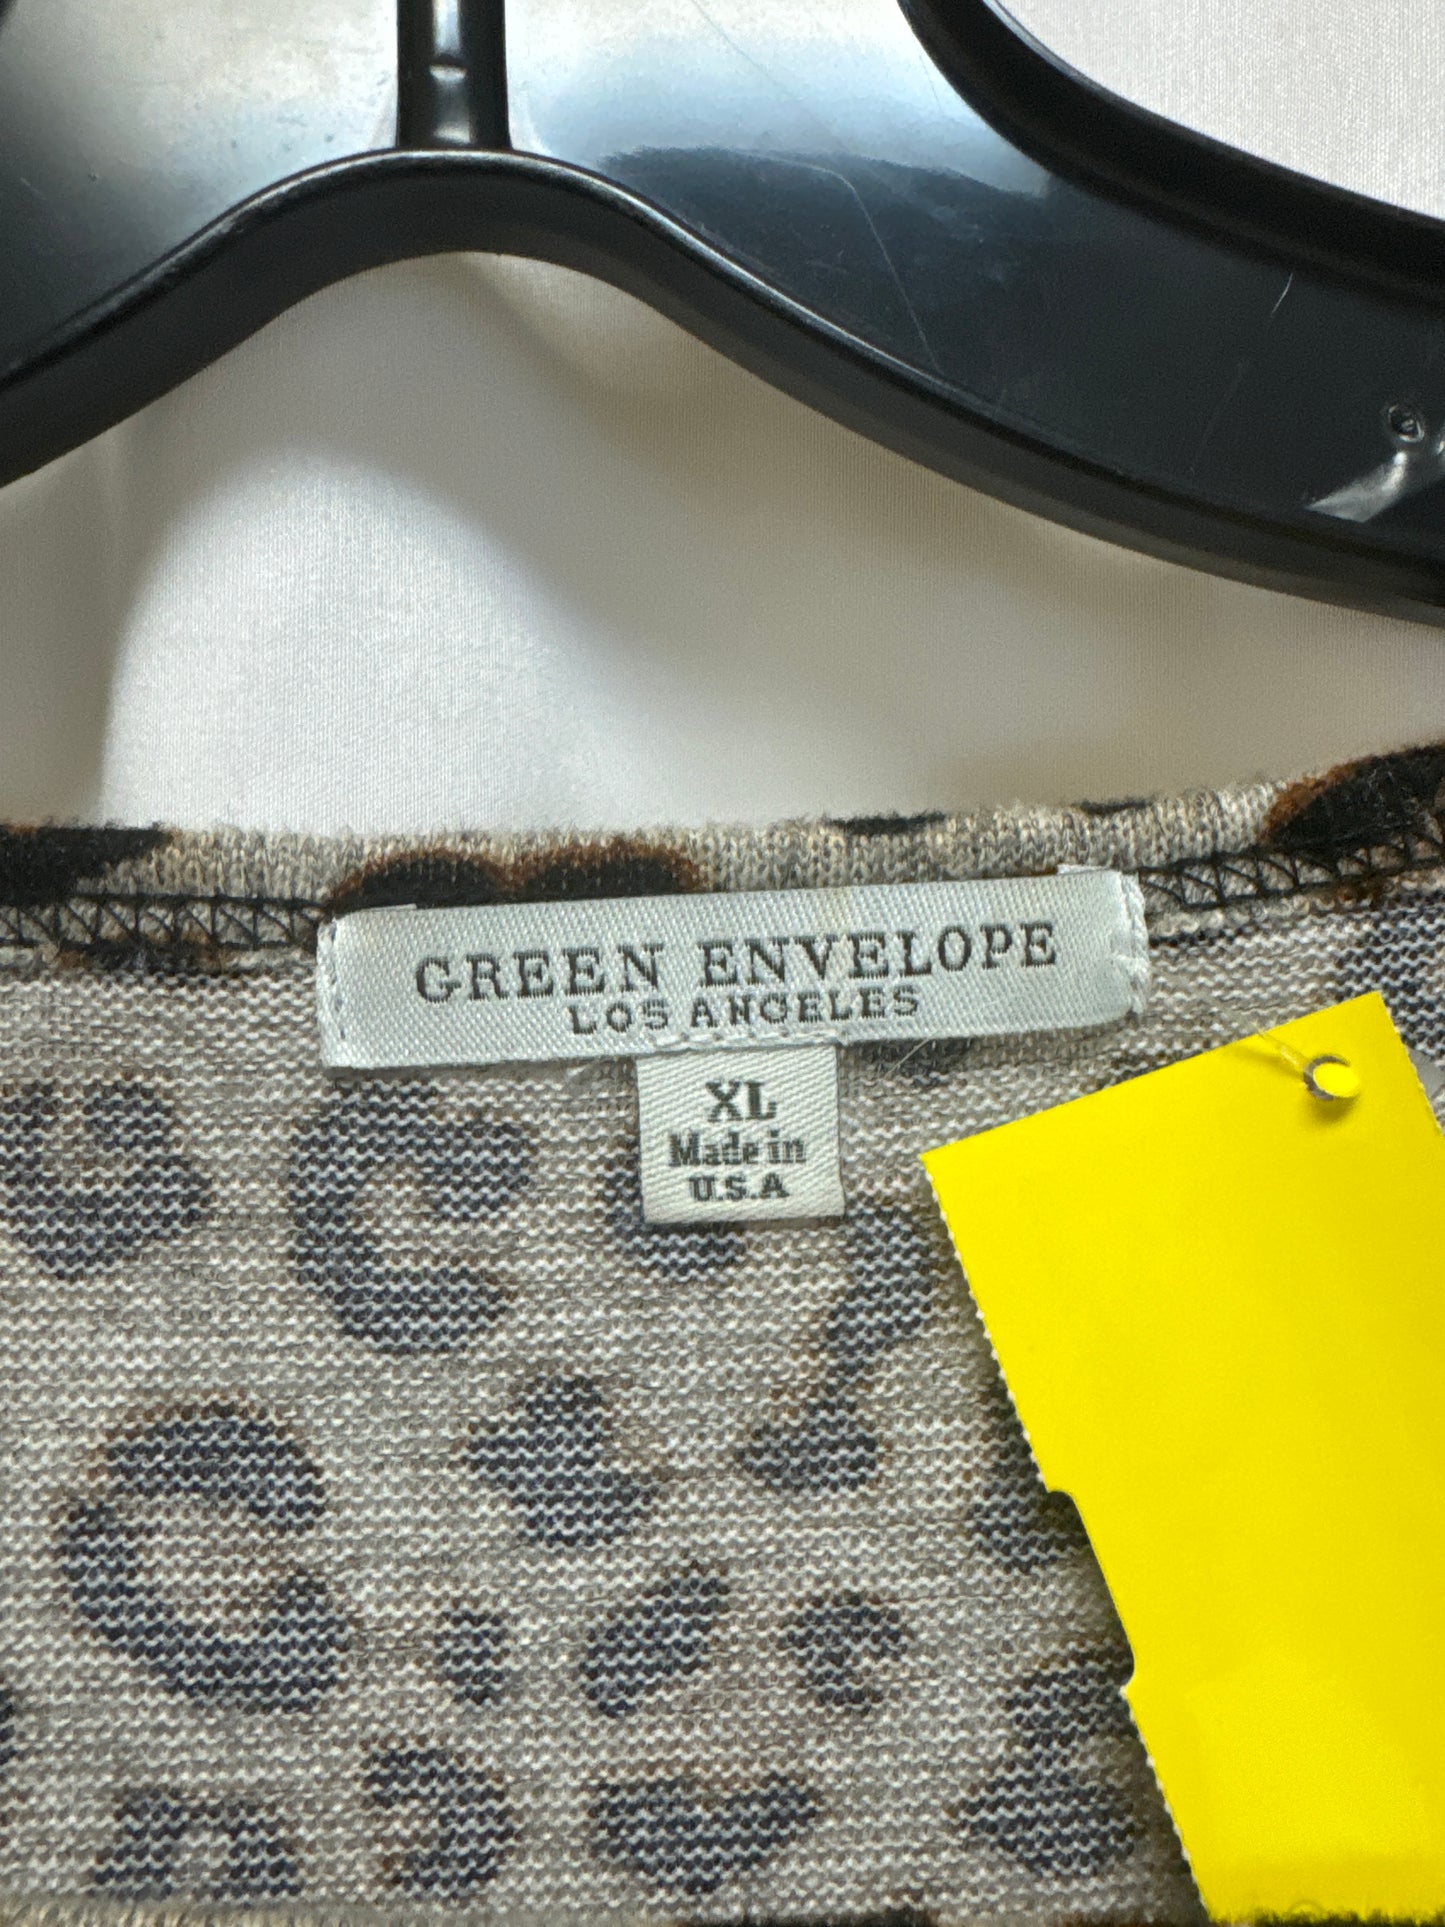 GREEN ENVELOPE
LOS ANGELES
XL
Made in
U.S.A